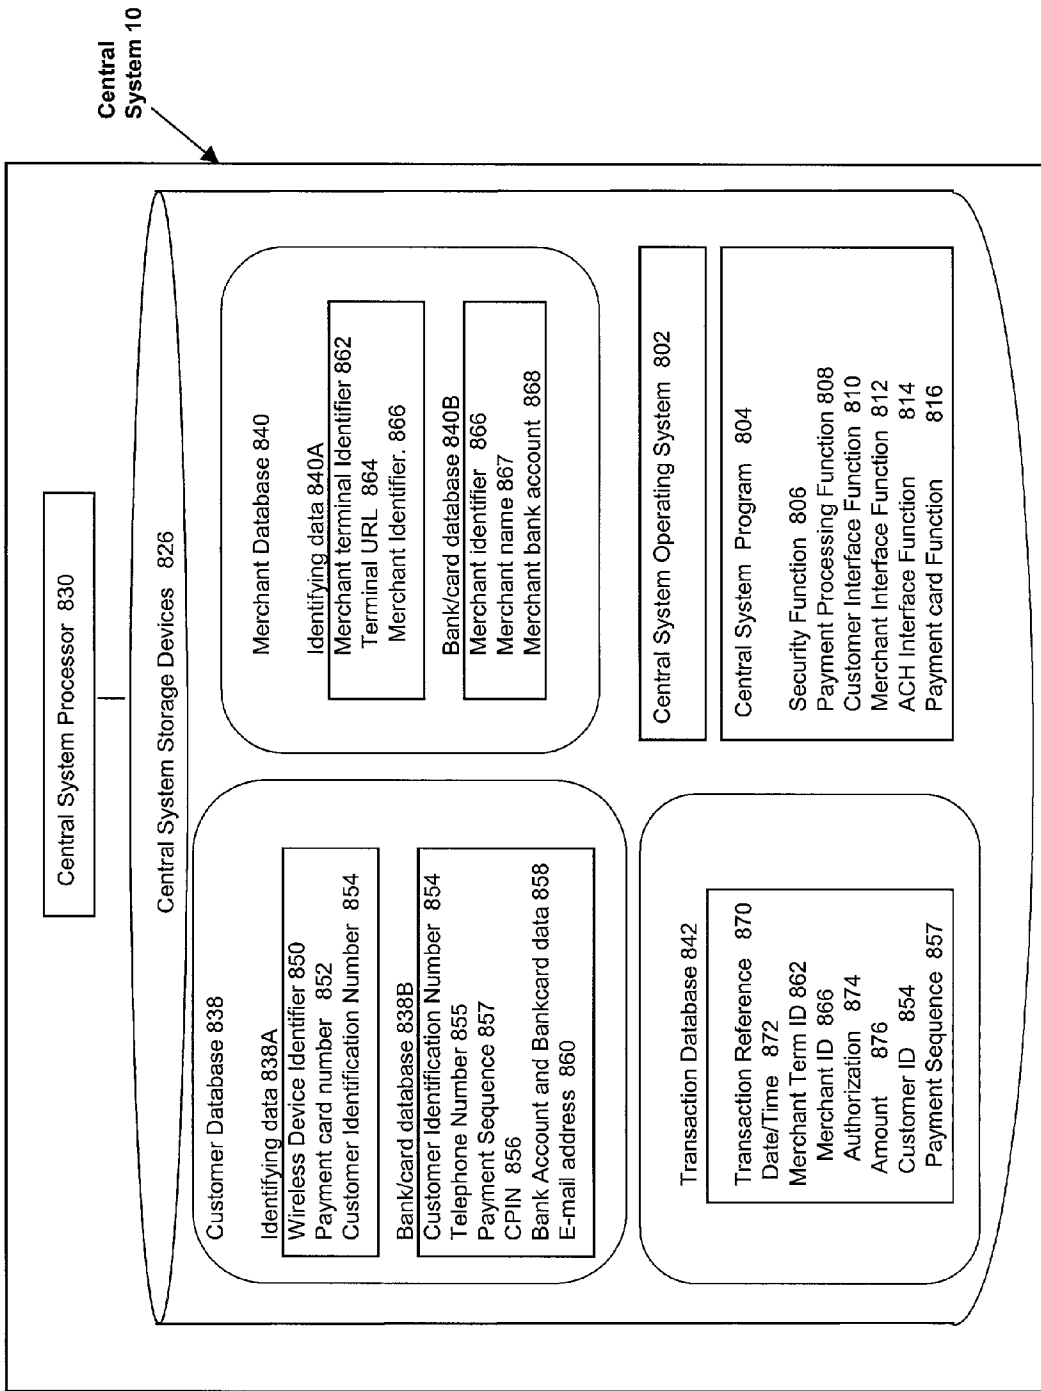 Central
System 10
Central System Processor 830
Central System Storage Devices 826
Customer Database 838
Identifying data 838A
Wireless Device Identifier 850
Payment card number 852
Customer Identification Number 854
Bank/card database 838B
Customer Identification Number 854
Telephone Number 855
Payment Sequence 857
CPIN 856
Bank Account and Bankcard data 858
E-mail address 860
Merchant Database 840
Identifying data 840A
Merchant terminal Identifier 862
Terminal URL 864
Merchant Identifier. 866
Bank/card database 840B
Merchant identifier 866
Merchant name 867
Merchant bank account 868
Transaction Database 842
Transaction Reference 870
Date/Time 872
Merchant Term ID 862
Merchant ID 866
Authorization 874
Amount 876
Customer ID 854
Payment Sequence 857
Central System Operating System 802
Central System Program 804
Security Function 806
Payment Processing Function 808
Customer Interface Function 810
Merchant Interface Function 812
ACH Interface Function 814
Payment card Function 816